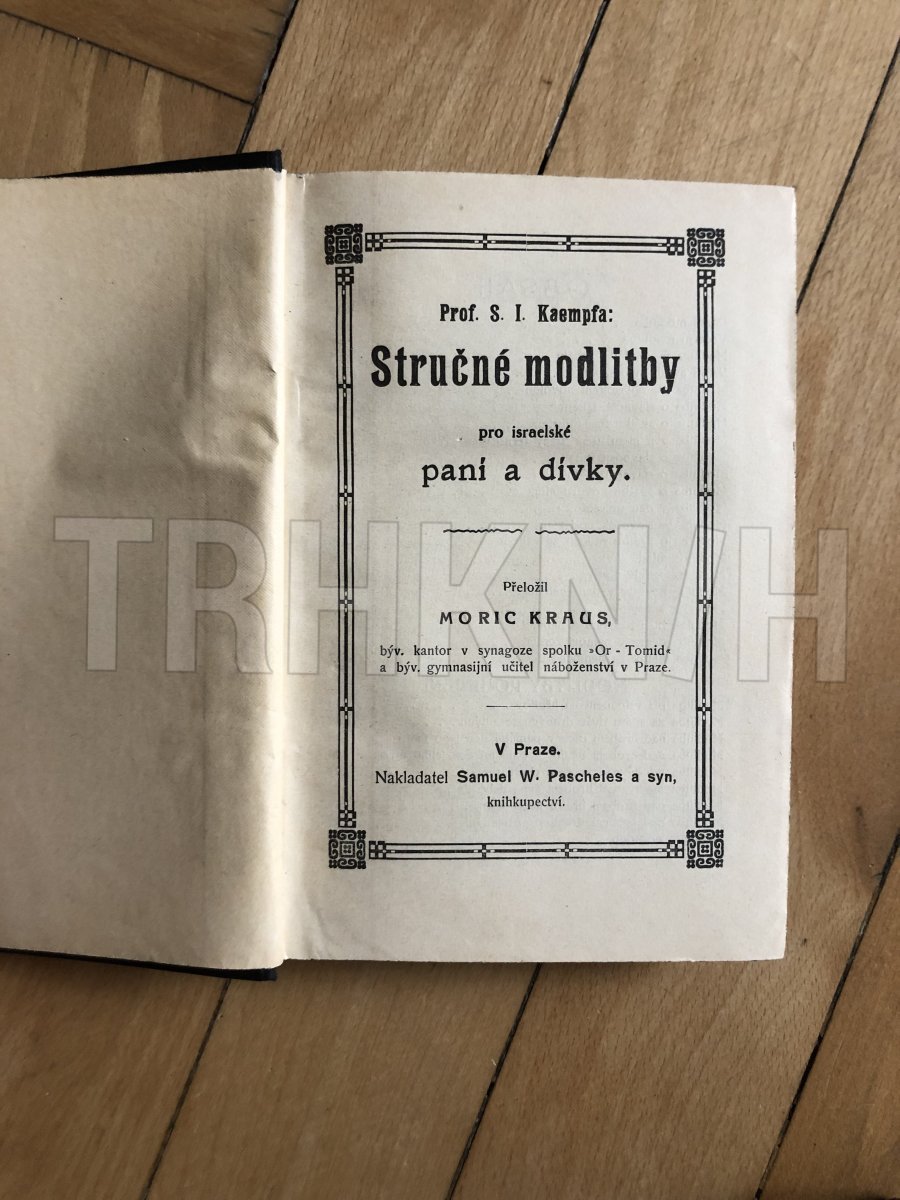 Prof. S. I. Kaempfa:
Stručné modlitby
pro israelské
paní a dívky.
Přeložil
MORIC KRAUS,
býv. kantor v synagoze spolku »Or - Tomid«
a býv. gymnasijní učitel náboženství v Praze.
V Praze.
Nakladatel Samuel W. Pascheles a syn,
knihkupectví.
TRHKN/H